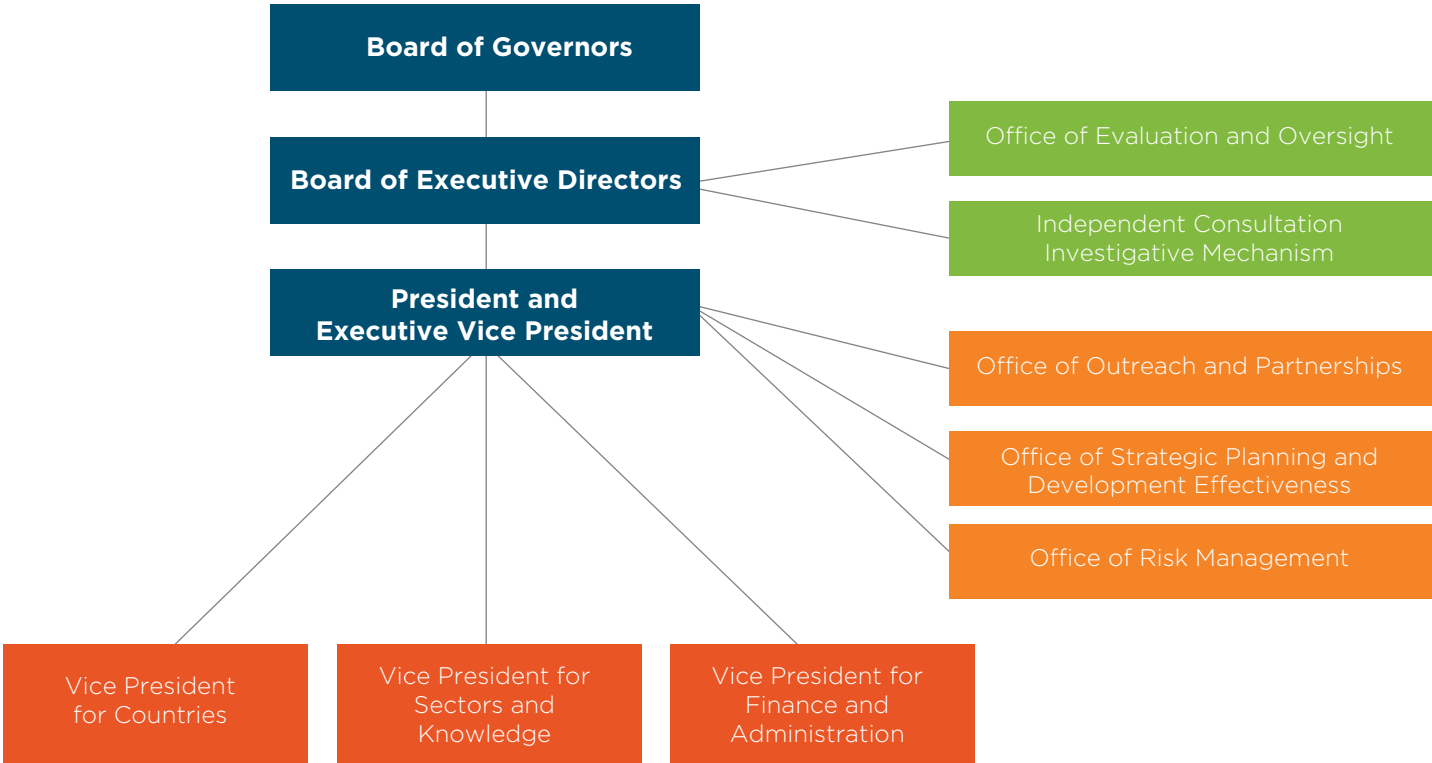 Board of Governors
Board of Executive Directors
Office of Evaluation and Oversight
Independent Consultation
Investigative Mechanism
President and
Executive Vice President
Office of Outreach and Partnerships
Office of Strategic Planning and
Development Effectiveness
Office of Risk Management
Vice President
for Countries
Vice President for
Sectors and
Knowledge
Vice President for
Finance and
Administration